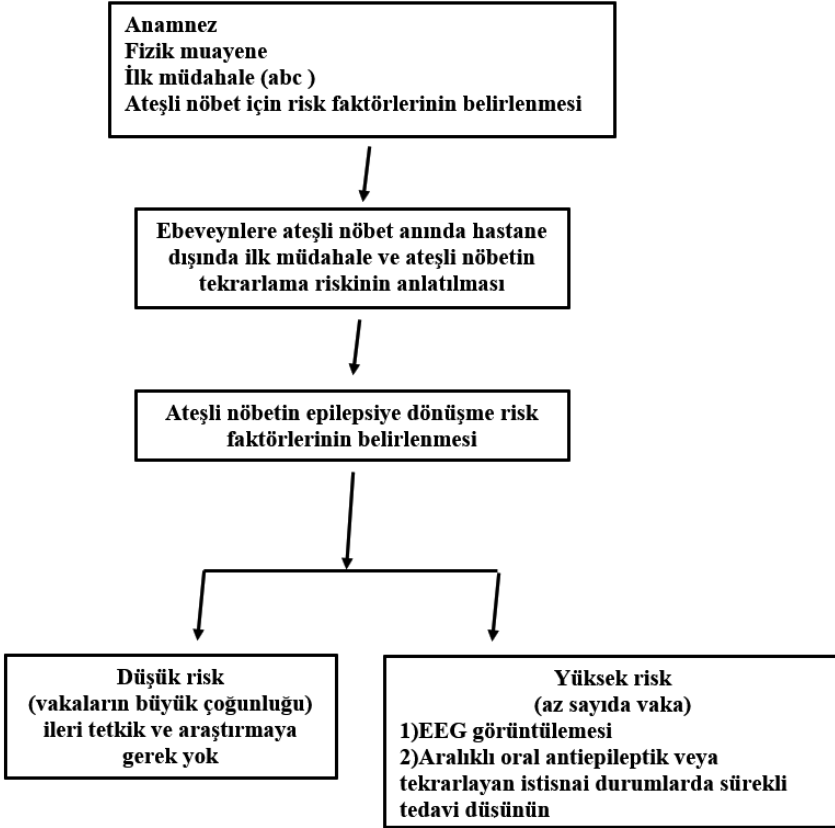 Anamnez
Fizik muayene
İlk müdahale (abc )
Ateşli nöbet için risk faktörlerinin belirlenmesi
Ebeveynlere ateşli nöbet anında hastane
dışında ilk müdahale ve ateşli nöbetin
tekrarlama riskinin anlatılması
Ateşli nöbetin epilepsiye dönüşme risk
faktörlerinin belirlenmesi
Düşük risk
(vakaların büyük çoğunluğu)
ileri tetkik ve araştırmaya
gerek yok
Yüksek risk
(az sayıda vaka)
1)EEG görüntülemesi
2)Aralıklı oral antiepileptik veya
tekrarlayan istisnai durumlarda sürekli
tedavi düşünün